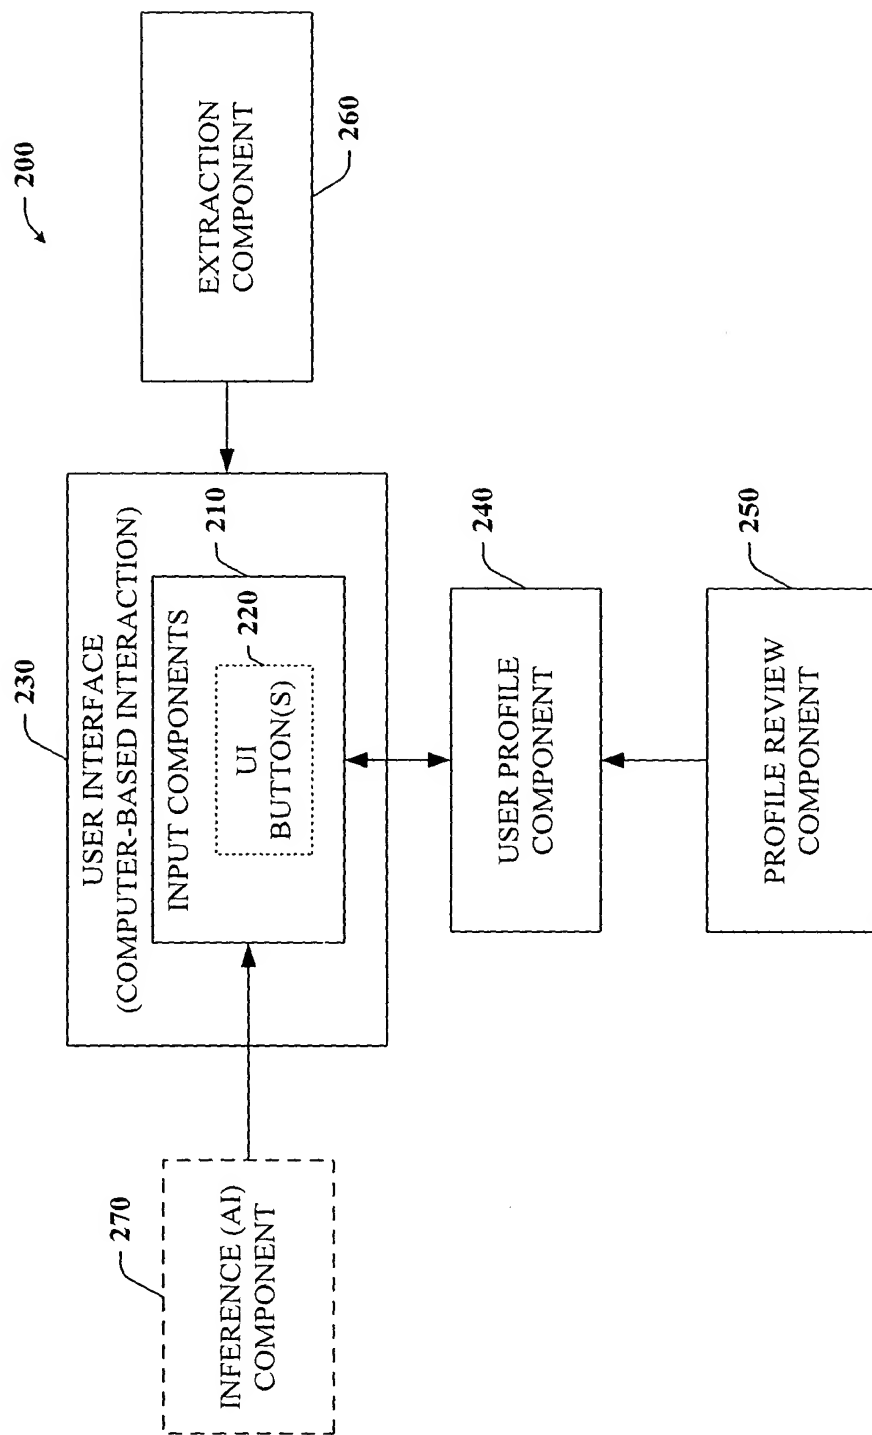 200
230
USER INTERFACE
(COMPUTER-BASED INTERACTION)
INPUT COMPONENTS
210
220
UI
BUTTON(S)
270
INFERENCE (AI)
COMPONENT
EXTRACTION
COMPONENT
260
USER PROFILE
COMPONENT
240
PROFILE REVIEW
COMPONENT
250